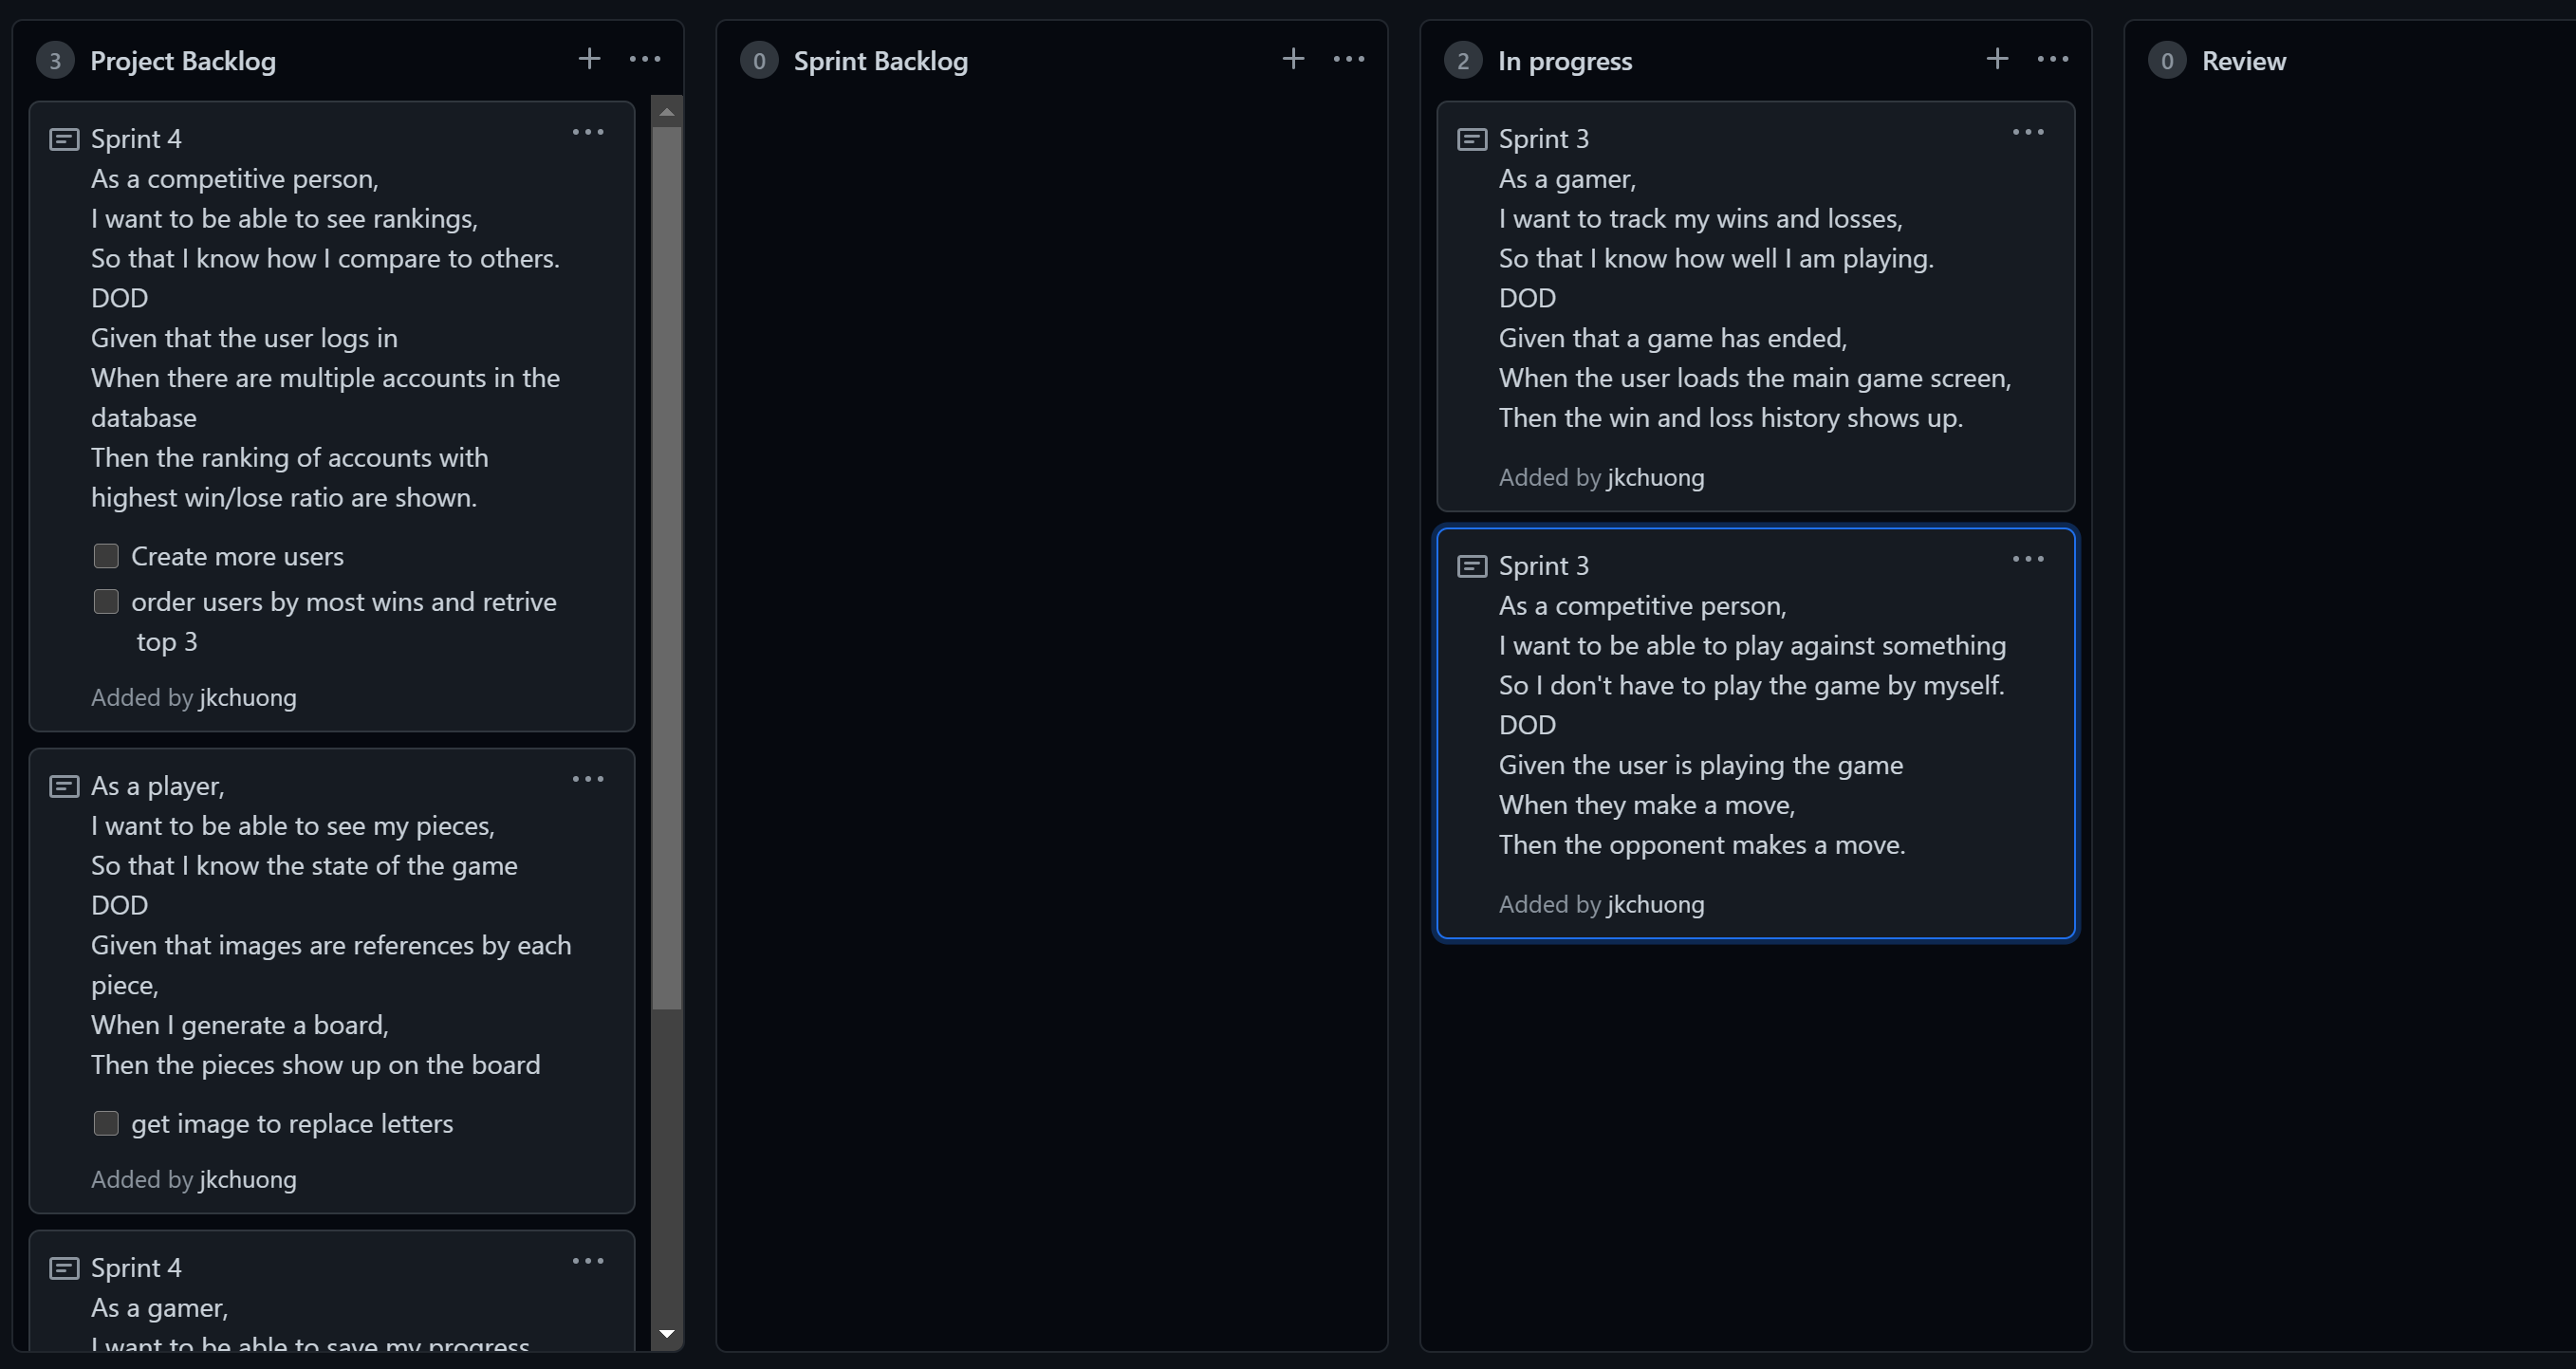 3 Project Backlog
Sprint 4
As a competitive person,
I want to be able to see rankings,
So that I know how I compare to others.
DOD
Given that the user logs in
When there are multiple accounts in the
database
Then the ranking of accounts with
highest win/lose ratio are shown.
Create more users
order users by most wins and retrive
top 3
Added by jkchuong
As a player,
I want to be able to see my pieces,
So that I know the state of the game
DOD
Given that images are references by each
piece,
When I generate a board,
Then the pieces show up on the board
get image to replace letters
Added by jkchuong
Sprint 4
As a gamer,
I want to be able to save my progress
0 Sprint Backlog
2 In progress
Sprint 3
As a gamer,
I want to track my wins and losses,
So that I know how well I am playing.
DOD
Given that a game has ended,
When the user loads the main game screen,
Then the win and loss history shows up.
Added by jkchuong
Sprint 3
As a competitive person,
I want to be able to play against something
So I don't have to play the game by myself.
DOD
Given the user is playing the game
When they make a move,
Then the opponent makes a move.
Added by jkchuong
0 Review